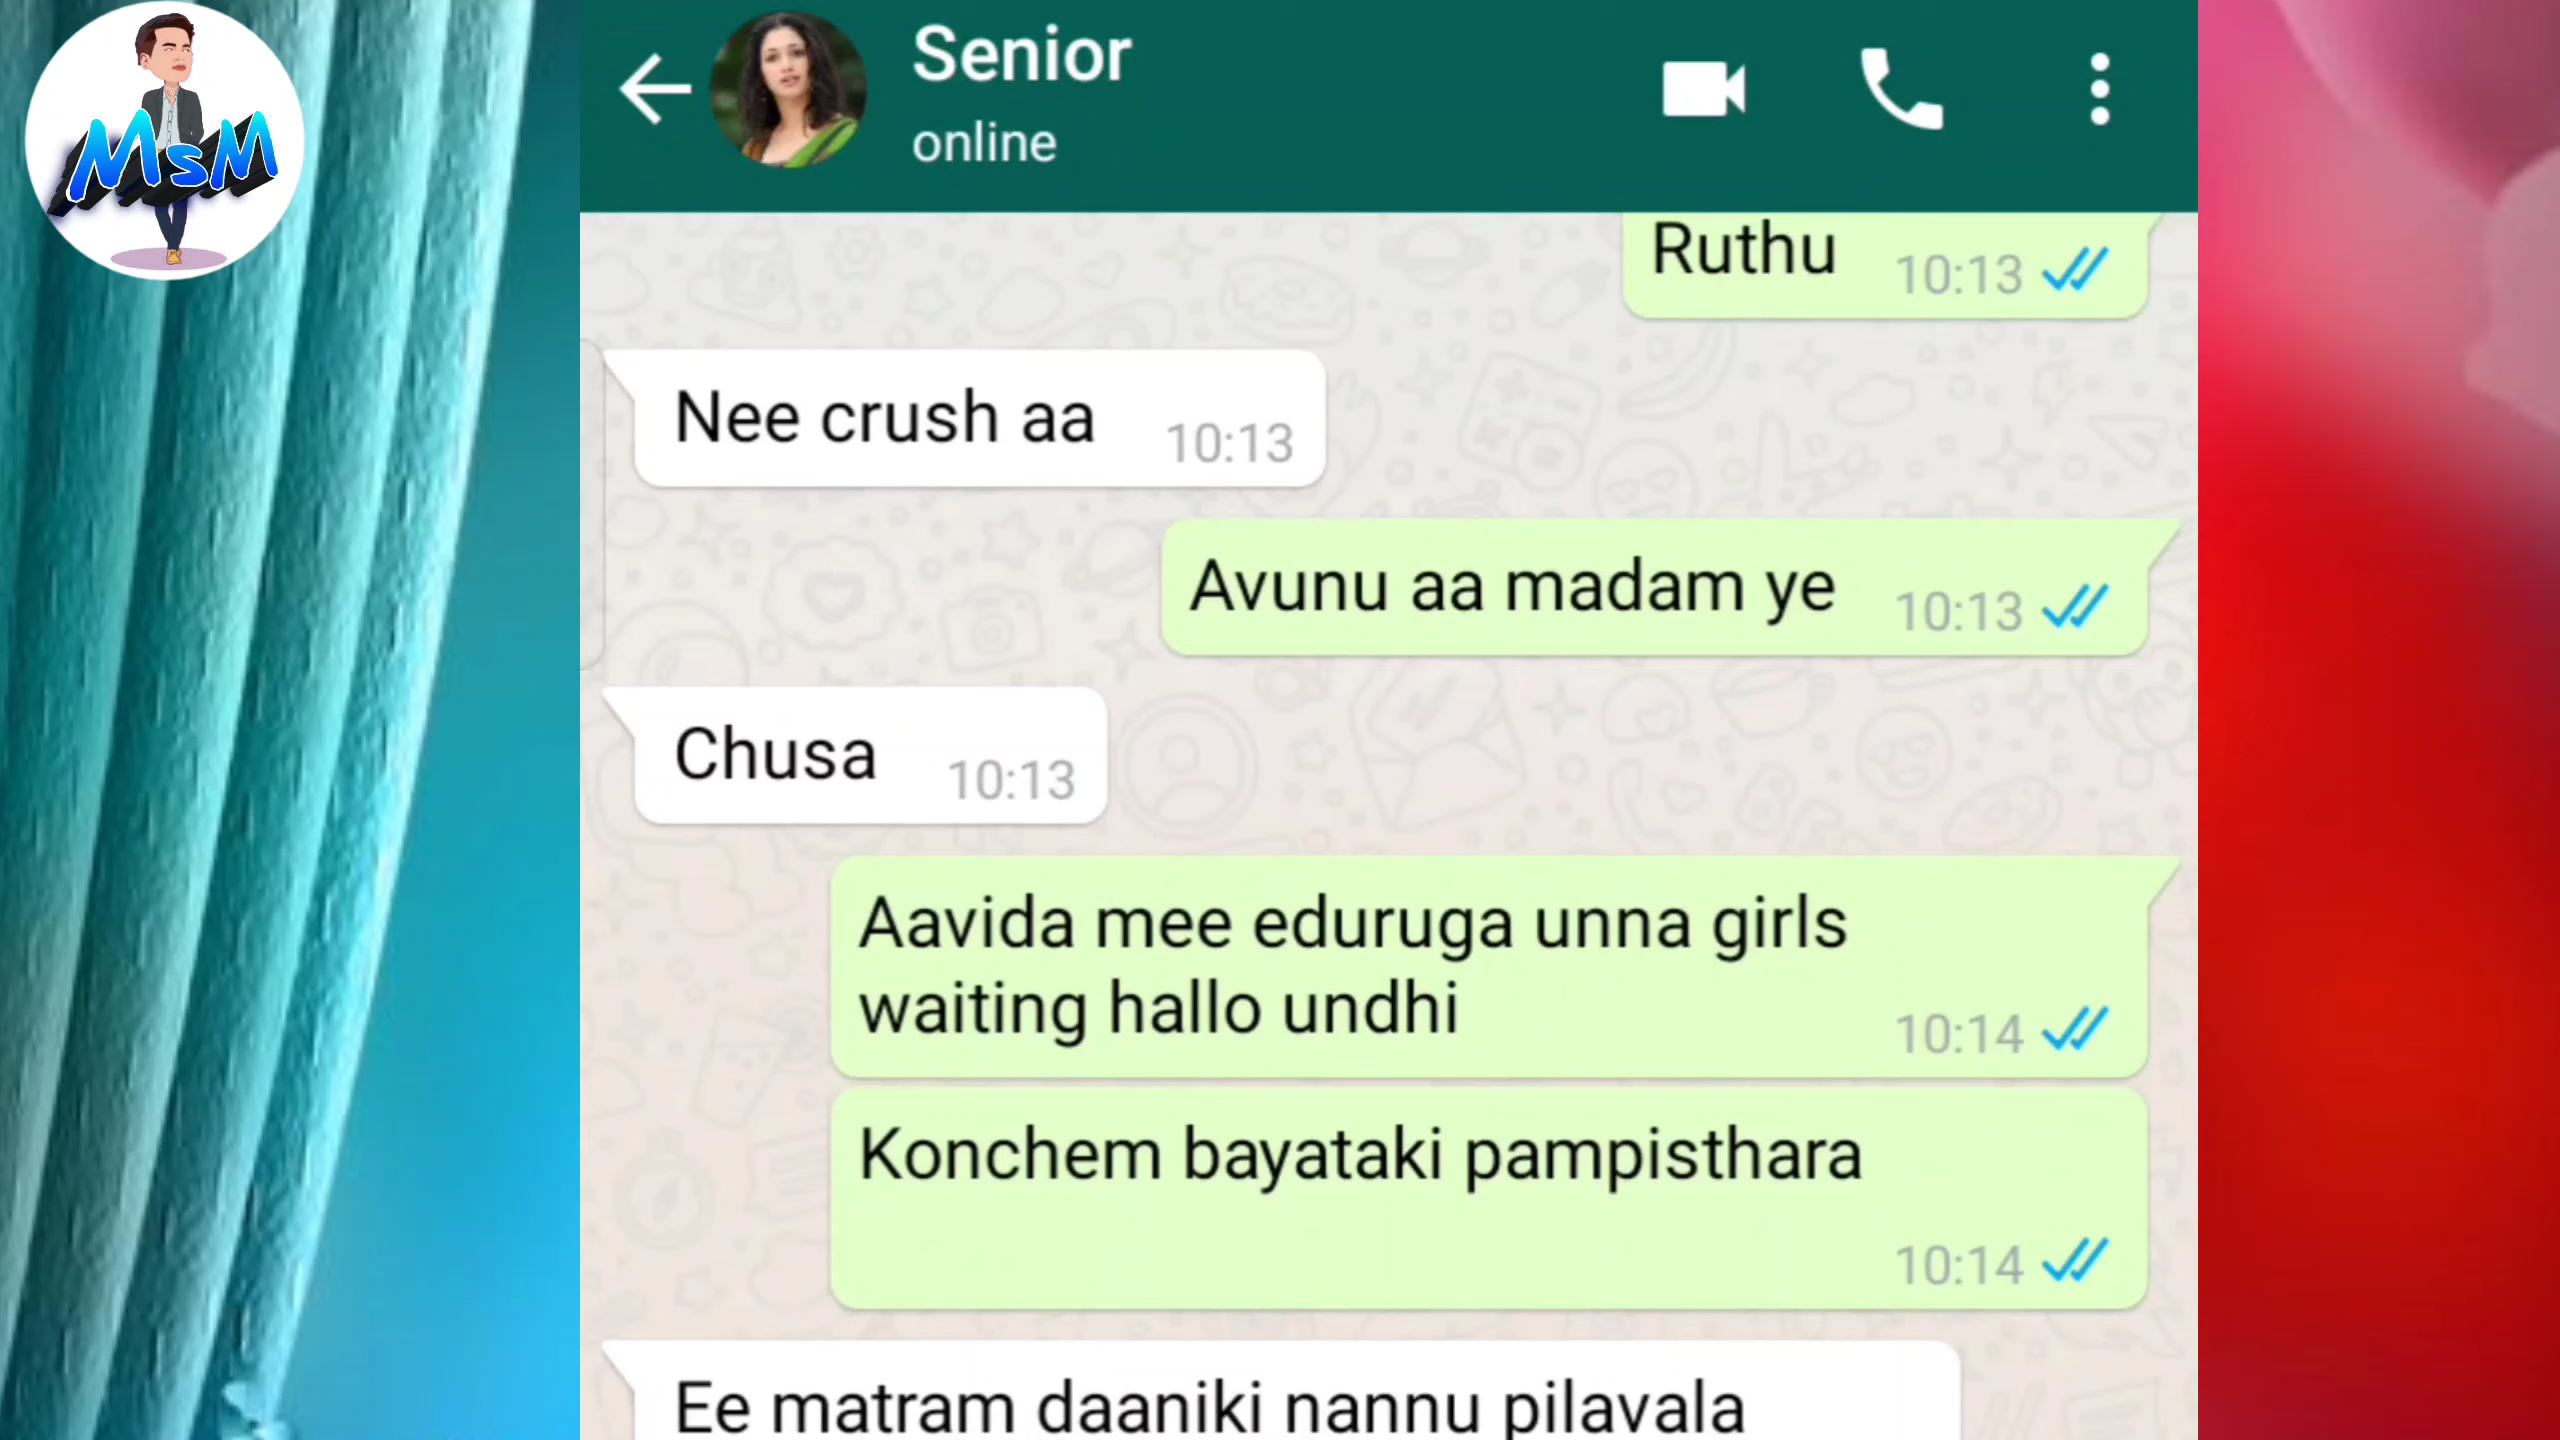 MsM
Senior
online
Ruthu 10:13
Nee crush aa 10:13
Avunu aa madam ye 10:13
Chusa 10:13
Aavida mee eduruga unna girls
waiting hallo undhi 10:14
Konchem bayataki pampisthara
10:14
Ee matram daaniki nannu pilavala